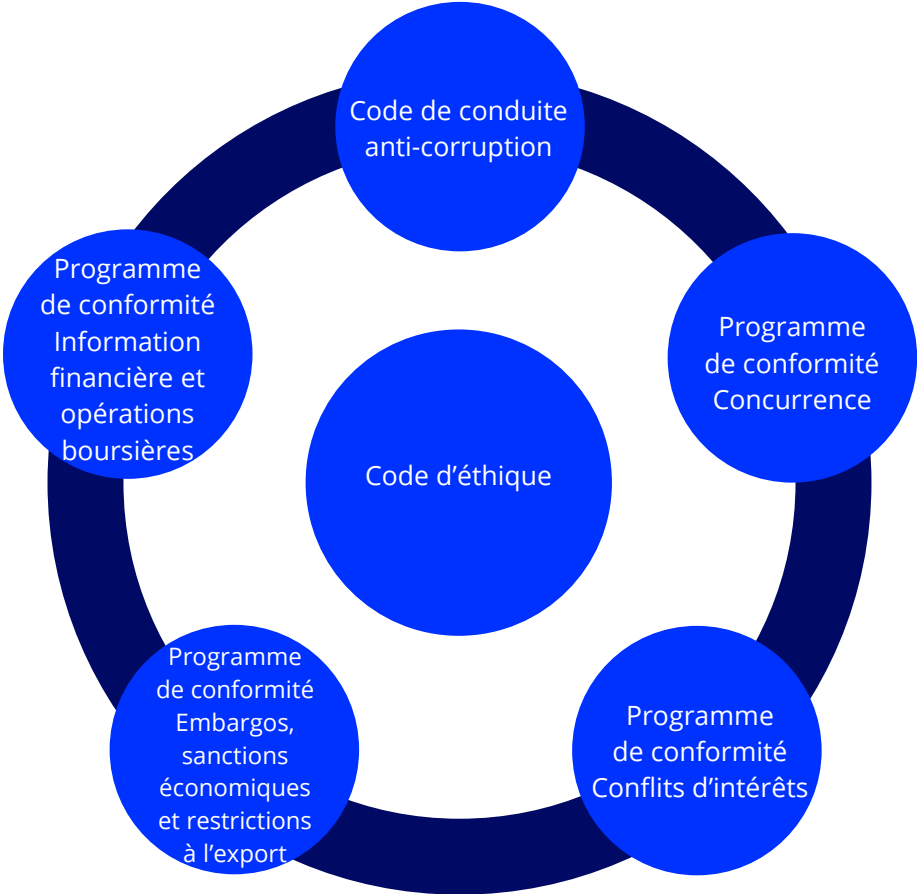 Code de conduite
anti-corruption
Programme
de conformité
Information
financière et
opérations
boursières
Programme
de conformité
Concurrence
Code d’éthique
Programme
de conformité
Embargos,
sanctions
économiques
et restrictions
à l’export
Programme
de conformité
Conflits d’intérêts